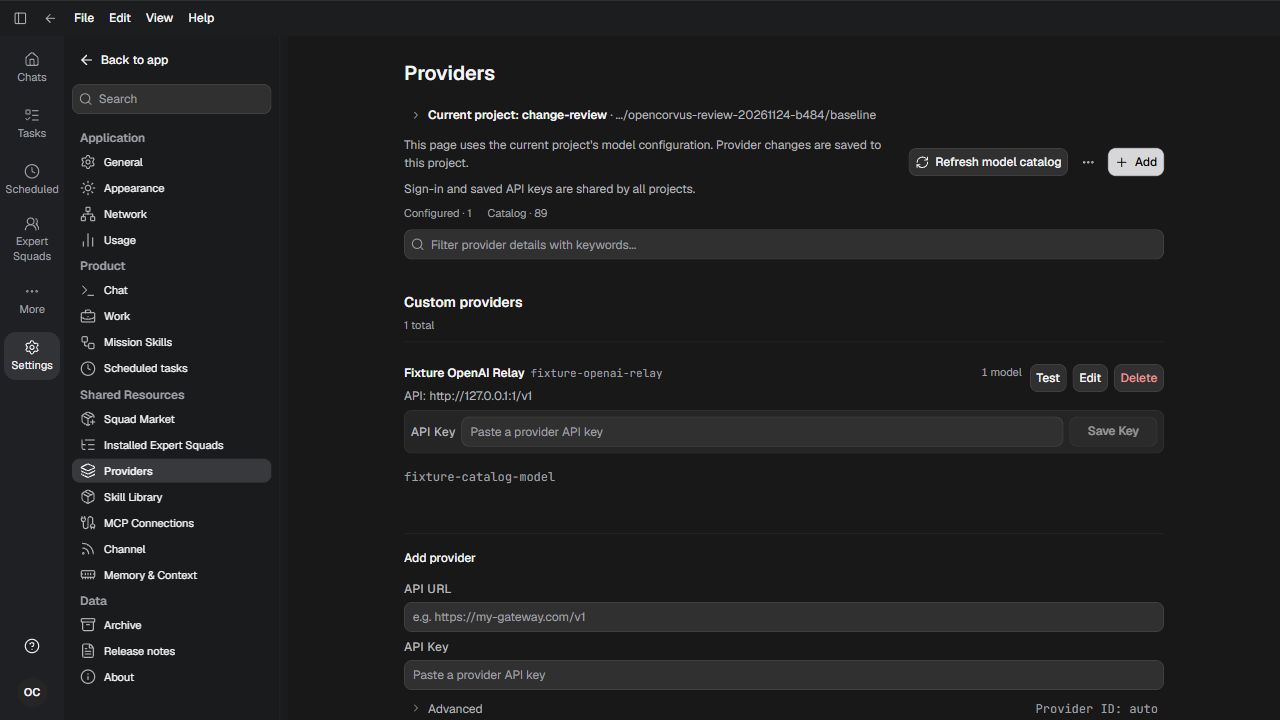 File Edit View Help
Chats
Tasks
Scheduled
Expert
Squads
More
Settings
OC
Back to app
Search
Application
General
Appearance
Network
Usage
Product
Chat
Work
Mission Skills
Scheduled tasks
Shared Resources
Squad Market
Installed Expert Squads
Providers
Skill Library
MCP Connections
Channel
Memory & Context
Data
Archive
Release notes
About
Providers
Current project: change-review · .../opencorvus-review-20261124-b484/baseline
This page uses the current project's model configuration. Provider changes are saved to
this project.
Sign-in and saved API keys are shared by all projects.
Refresh model catalog
Add
Configured · 1 Catalog · 89
Filter provider details with keywords...
Custom providers
1 total
Fixture OpenAI Relay fixture-openai-relay
1 model Test Edit Delete
API: http://127.0.0.1:1/v1
API Key Paste a provider API key Save Key
fixture-catalog-model
Add provider
API URL
e.g. https://my-gateway.com/v1
API Key
Paste a provider API key
Advanced Provider ID: auto